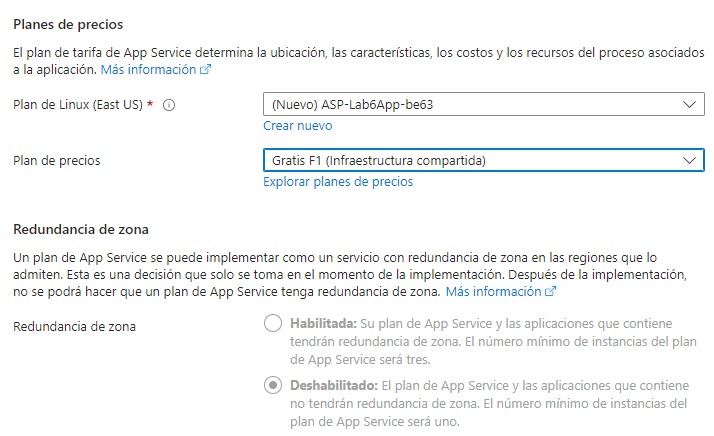 Planes de precios
El plan de tarifa de App Service determina la ubicación, las características, los costos y los recursos del proceso asociados
a la aplicación. Más información
Plan de Linux (East US) *
(Nuevo) ASP-Lab6App-be63
Crear nuevo
Plan de precios
Gratis F1 (Infraestructura compartida)
Explorar planes de precios
Redundancia de zona
Un plan de App Service se puede implementar como un servicio con redundancia de zona en las regiones que lo
admiten. Esta es una decisión que solo se toma en el momento de la implementación. Después de la implementación,
no se podrá hacer que un plan de App Service tenga redundancia de zona. Más información
Redundancia de zona
Habilitada: Su plan de App Service y las aplicaciones que contiene
tendrán redundancia de zona. El número mínimo de instancias del plan
de App Service será tres.
Deshabilitado: El plan de App Service y las aplicaciones que contiene
no tendrán redundancia de zona. El número mínimo de instancias del
plan de App Service será uno.